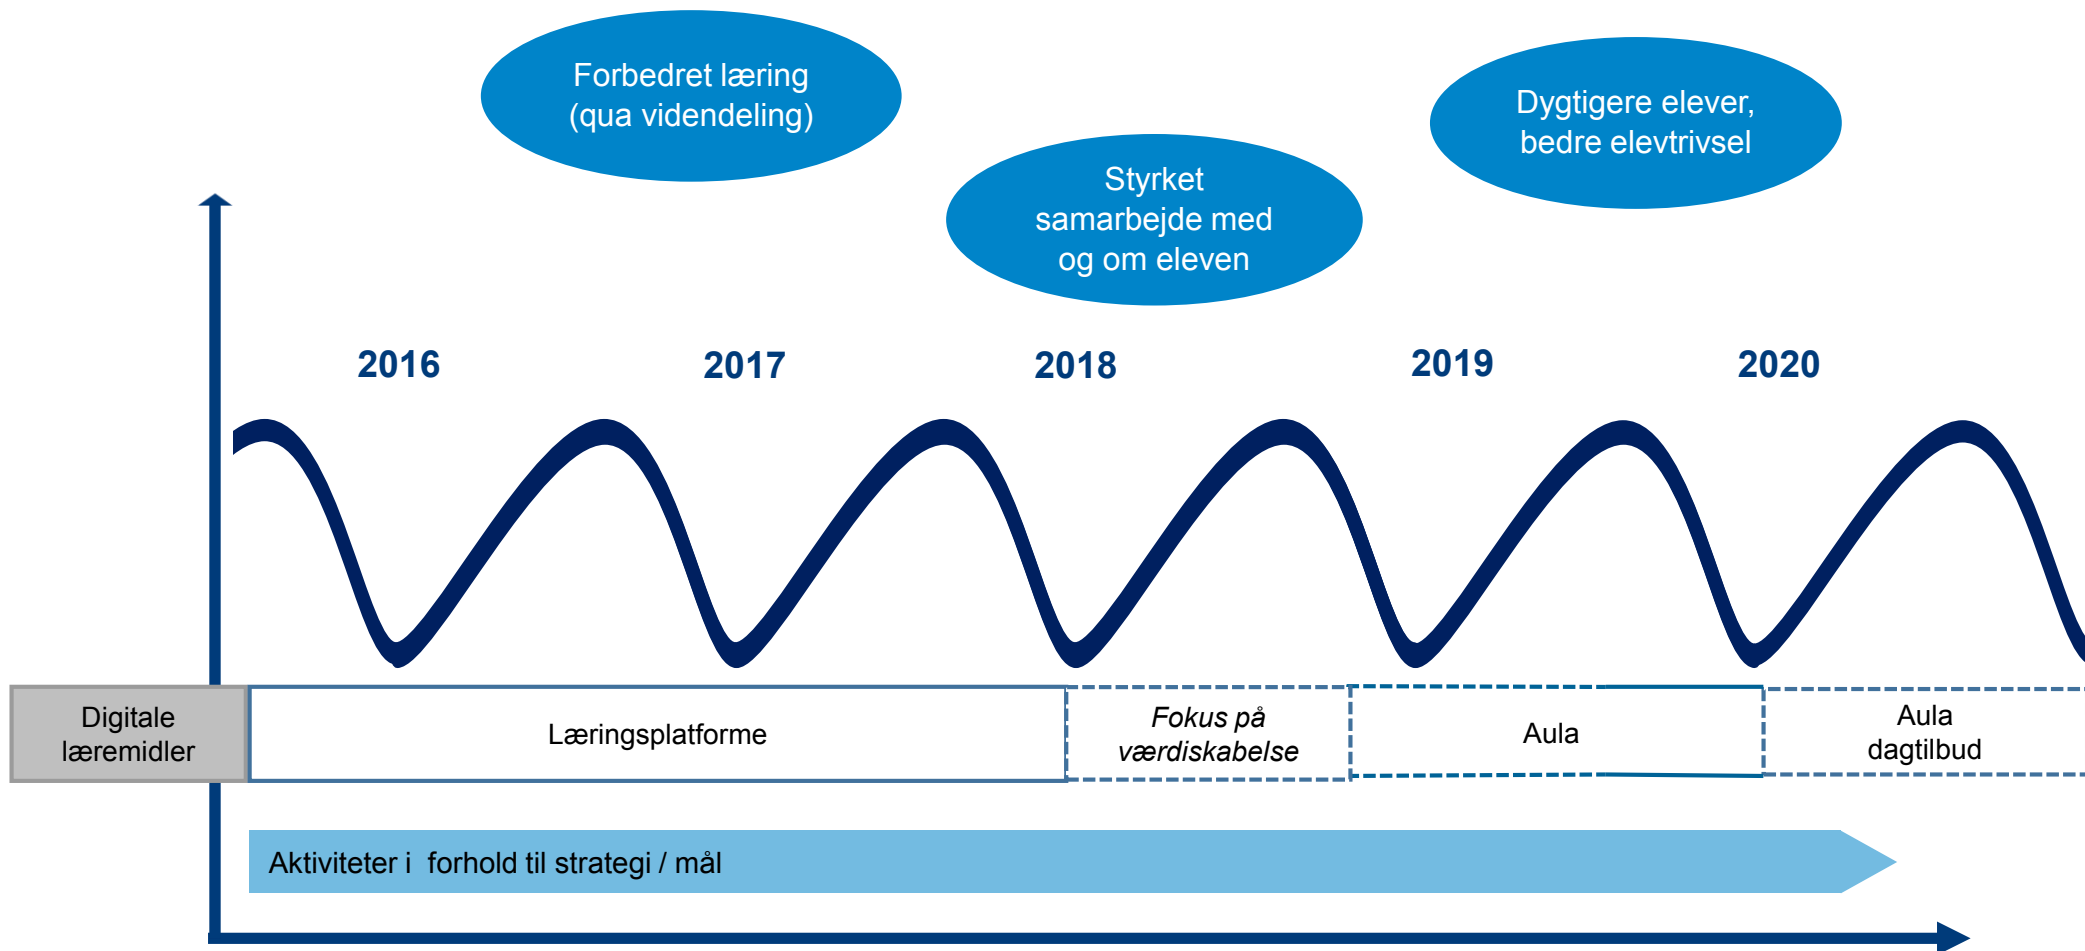 Forbedret læring
(qua videndeling)
Styrket
samarbejde med
og om eleven
Dygtigere elever,
bedre elevtrivsel
2016
2017
2018
2019
2020
Digitale
læremidler
Læringsplatforme
Fokus på
værdiskabelse
Aula
Aula
dagtilbud
Aktiviteter i  forhold til strategi / mål